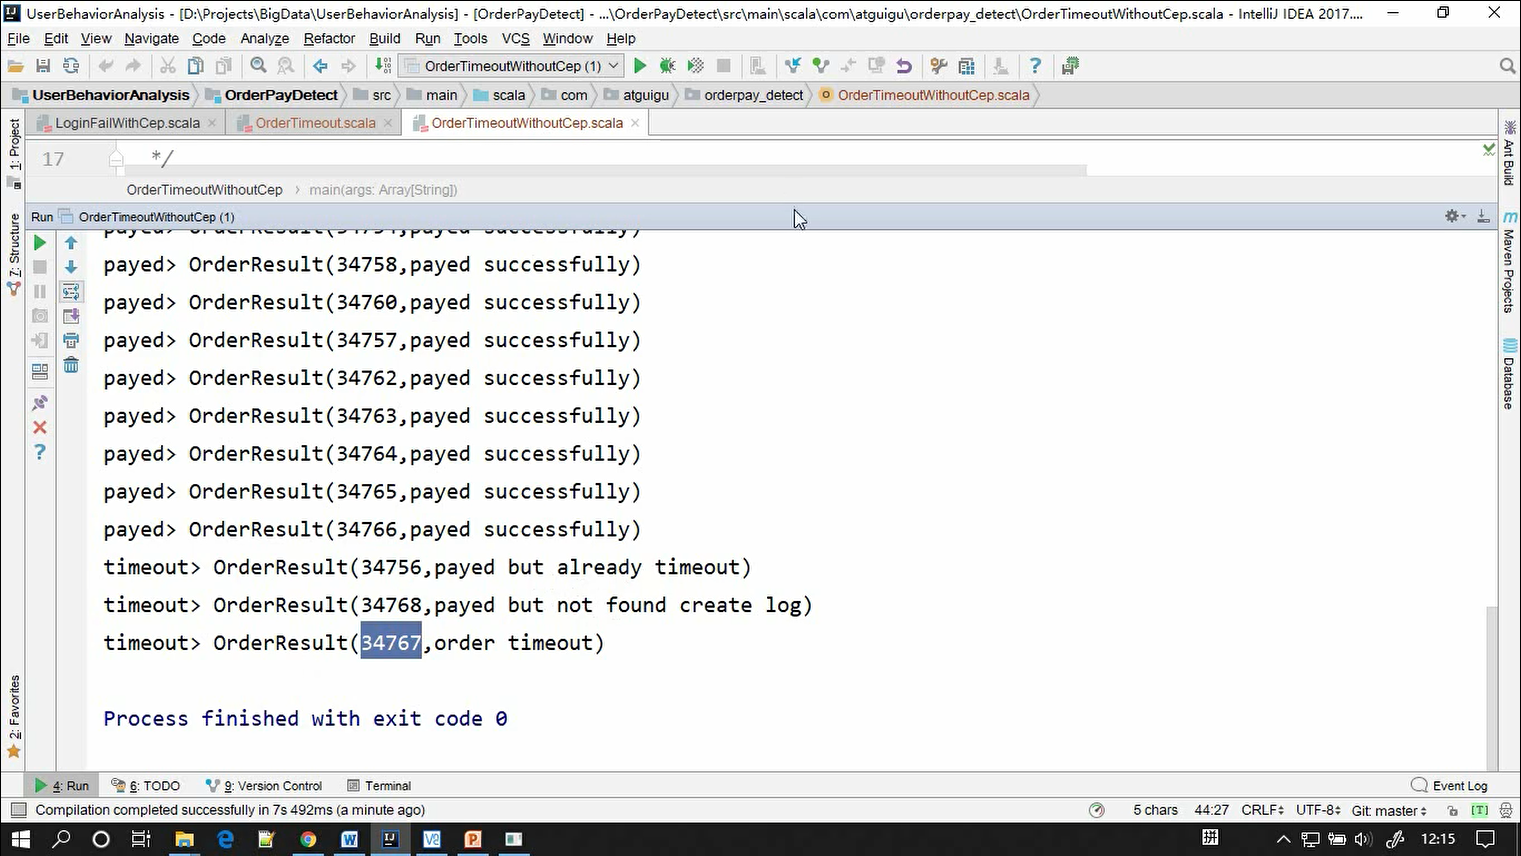 UserBehaviorAnalysis - [D:\Projects\BigData\UserBehaviorAnalysis] - [OrderPayDetect] - ...\OrderPayDetect\src\main\scala\com\atguigu\orderpay_detect\OrderTimeoutWithoutCep.scala - IntelliJ IDEA 2017....
File Edit View Navigate Code Analyze Refactor Build Run Tools VCS Window Help
OrderTimeoutWithoutCep (1)
UserBehaviorAnalysis OrderPayDetect src main scala com atguigu orderpay_detect OrderTimeoutWithoutCep.scala
LoginFailWithCep.scala OrderTimeout.scala OrderTimeoutWithoutCep.scala
1: Project
7: Structure
2: Favorites
Ant Build
Maven Projects
Database
17 */
OrderTimeoutWithoutCep main(args: Array[String])
Run OrderTimeoutWithoutCep (1)
payed> OrderResult(34754,payed successfully)
payed> OrderResult(34758,payed successfully)
payed> OrderResult(34760,payed successfully)
payed> OrderResult(34757,payed successfully)
payed> OrderResult(34762,payed successfully)
payed> OrderResult(34763,payed successfully)
payed> OrderResult(34764,payed successfully)
payed> OrderResult(34765,payed successfully)
payed> OrderResult(34766,payed successfully)
timeout> OrderResult(34756,payed but already timeout)
timeout> OrderResult(34768,payed but not found create log)
timeout> OrderResult(34767,order timeout)
Process finished with exit code 0
4: Run 6: TODO 9: Version Control Terminal Event Log
Compilation completed successfully in 7s 492ms (a minute ago) 5 chars 44:27 CRLF UTF-8 Git: master [T]
拼 12:15